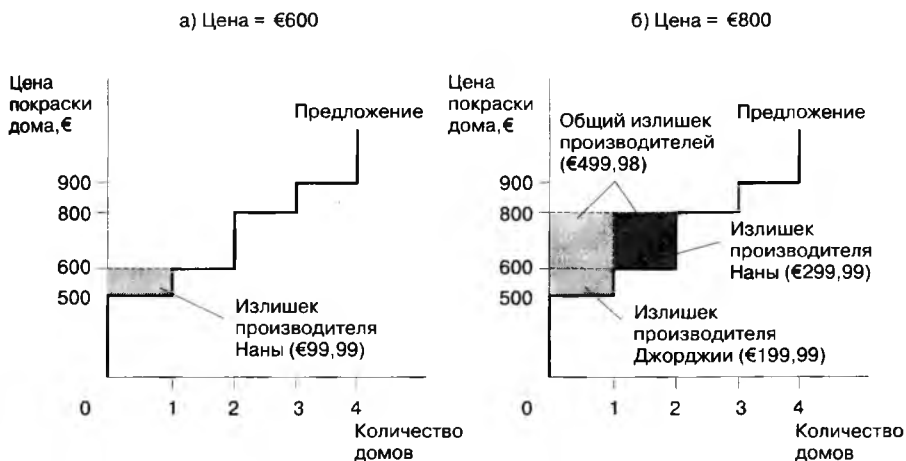 а) Цена = €600
Цена
покраски
дома,€
Предложение
900
800
600
500
Излишек
производителя
Наны (€99,99)
0
1
2
3
4
Количество
домов
б) Цена = €800
Цена
покраски
дома,€
Общий излишек
производителей
(€499,98)
Предложение
900
800
600
500
Излишек
производителя
Наны (€299,99)
Излишек
производителя
Джорджии (€199,99)
0
1
2
3
4
Количество
домов